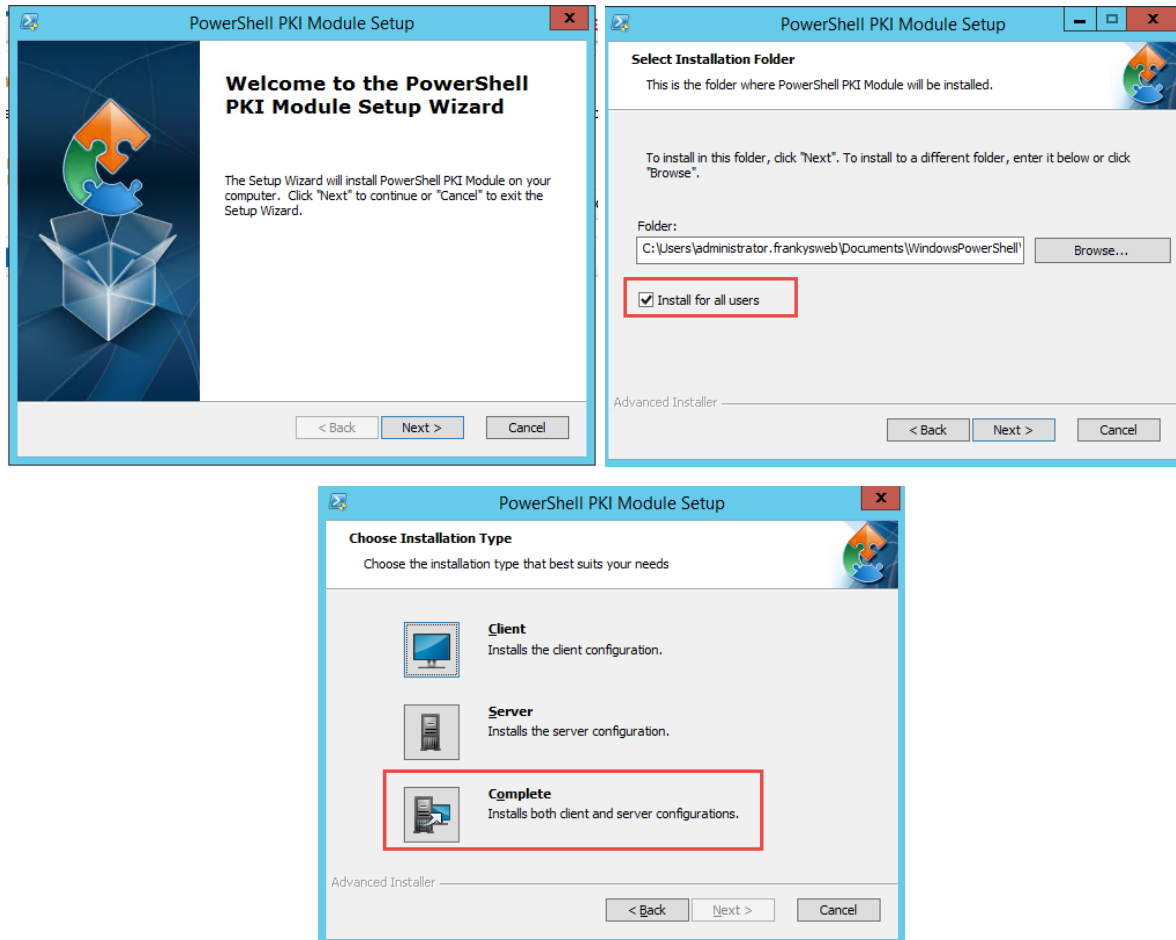 PowerShell PKI Module Setup
x
Welcome to the PowerShell
PKI Module Setup Wizard
The Setup Wizard will install PowerShell PKI Module on your
computer. Click "Next" to continue or "Cancel" to exit the
Setup Wizard.
< Back
Next >
Cancel
PowerShell PKI Module Setup
x
Select Installation Folder
This is the folder where PowerShell PKI Module will be installed.
To install in this folder, click "Next". To install to a different folder, enter it below or click
"Browse".
Folder:
C:\Users\administrator.frankysweb\Documents\WindowsPowerShell\
Browse...
Install for all users
Advanced Installer
< Back
Next >
Cancel
PowerShell PKI Module Setup
x
Choose Installation Type
Choose the installation type that best suits your needs
Client
Installs the client configuration.
Server
Installs the server configuration.
Complete
Installs both client and server configurations.
Advanced Installer
< Back
Next >
Cancel